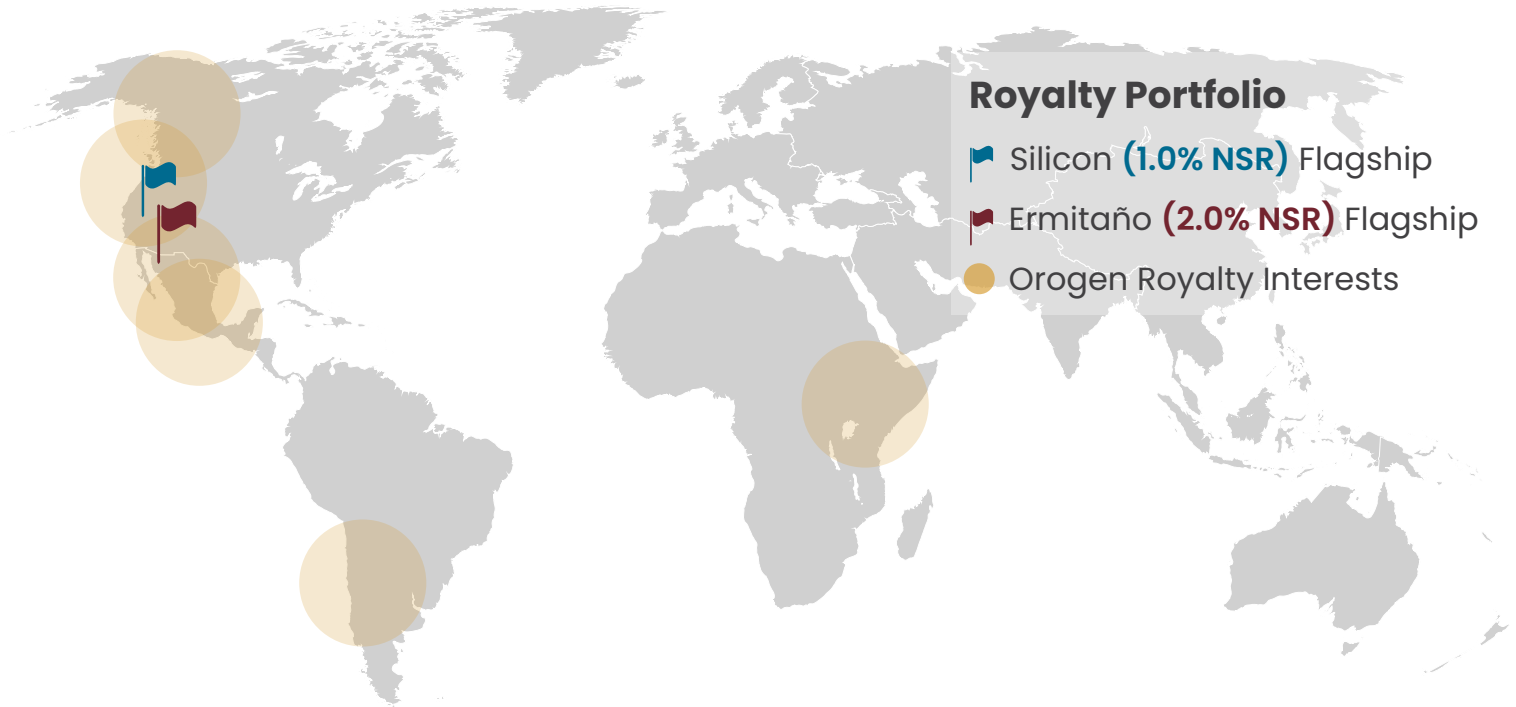 Royalty Portfolio
Silicon (1.0% NSR) Flagship
Ermitaño (2.0% NSR) Flagship
Orogen Royalty Interests